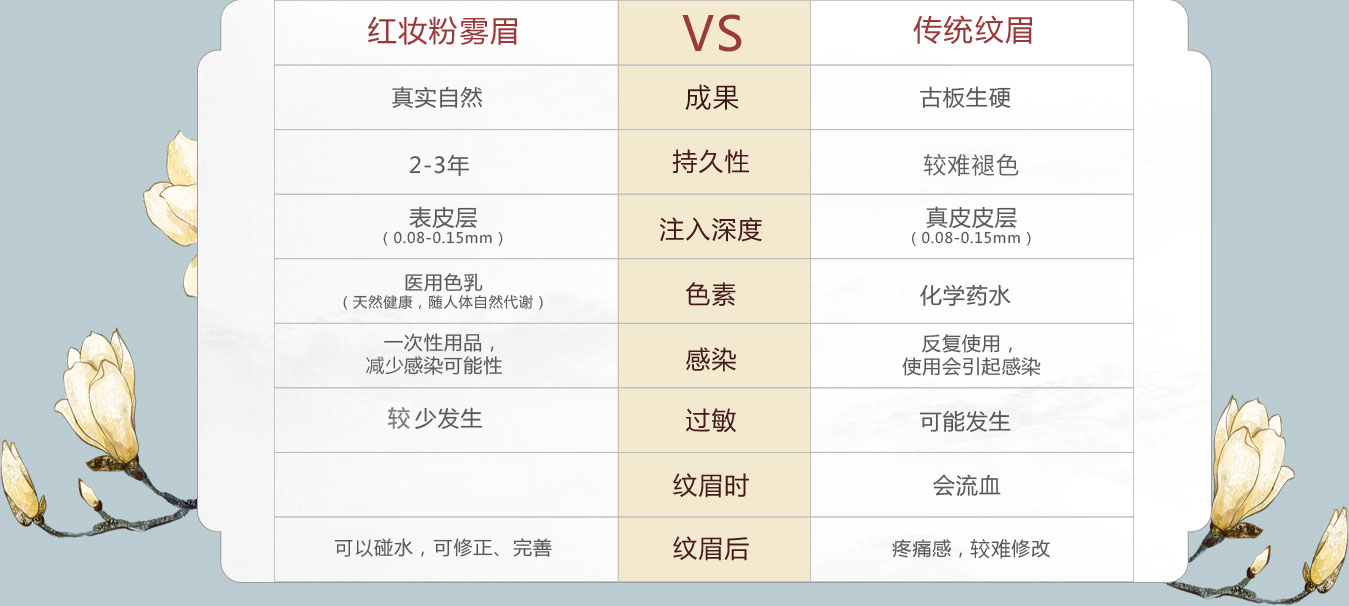 红妆粉雾眉 VS 传统纹眉
真实自然 成果 古板生硬
2-3年 持久性 较难褪色
表皮层 注入深度 真皮皮层
（0.08-0.15mm） （0.08-0.15mm）
医用色乳 色素 化学药水
（天然健康，随人体自然代谢）
一次性用品， 感染 反复使用，
减少感染可能性 使用会引起感染
较少发生 过敏 可能发生
纹眉时 会流血
可以碰水，可修正、完善 纹眉后 疼痛感，较难修改